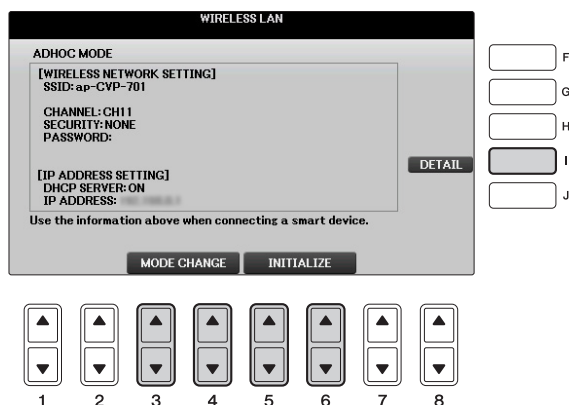 WIRELESS LAN
ADHOC MODE
[WIRELESS NETWORK SETTING]
SSID: ap-CVP-701
CHANNEL: CH11
SECURITY: NONE
PASSWORD:
[IP ADDRESS SETTING]
DHCP SERVER: ON
IP ADDRESS:
Use the information above when connecting a smart device.
DETAIL
MODE CHANGE INITIALIZE
F
G
H
I
J
1 2 3 4 5 6 7 8